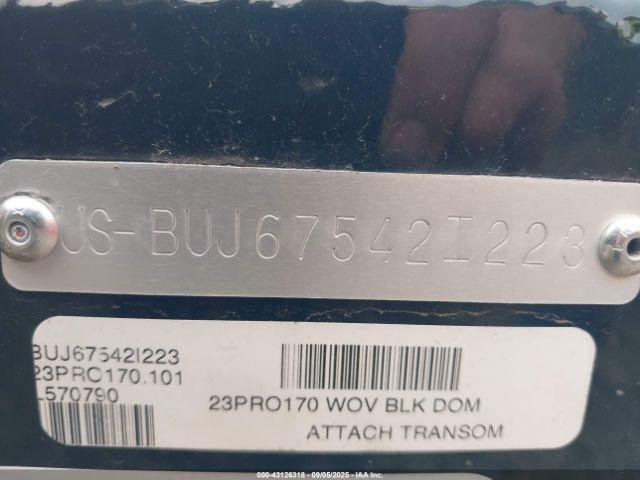 US-BUJ67542I223
BUJ67542I223
23PRO170.101
L570790
23PRO170 WOV BLK DOM
ATTACH TRANSOM
000-43126318 - 09/05/2025 - ©2025 IAA Inc.